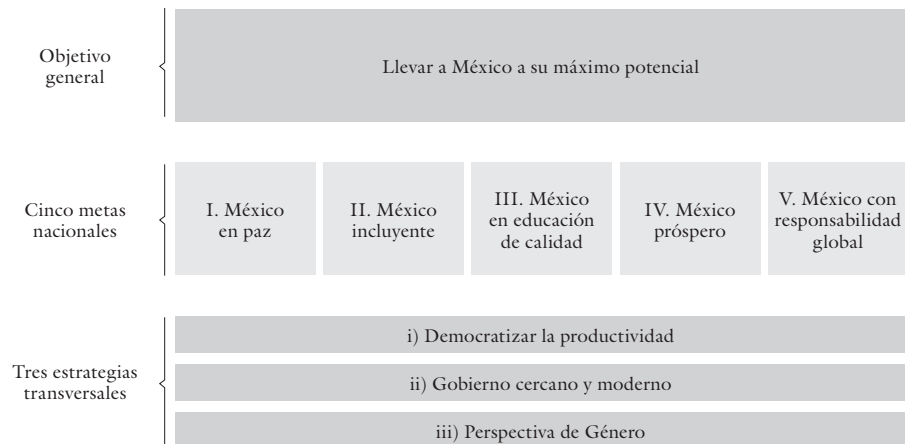 Objetivo
general
Llevar a México a su máximo potencial
Cinco metas
nacionales
I. México
en paz
II. México
incluyente
III. México
en educación
de calidad
IV. México
próspero
V. México con
responsabilidad
global
Tres estrategias
transversales
i) Democratizar la productividad
ii) Gobierno cercano y moderno
iii) Perspectiva de Género